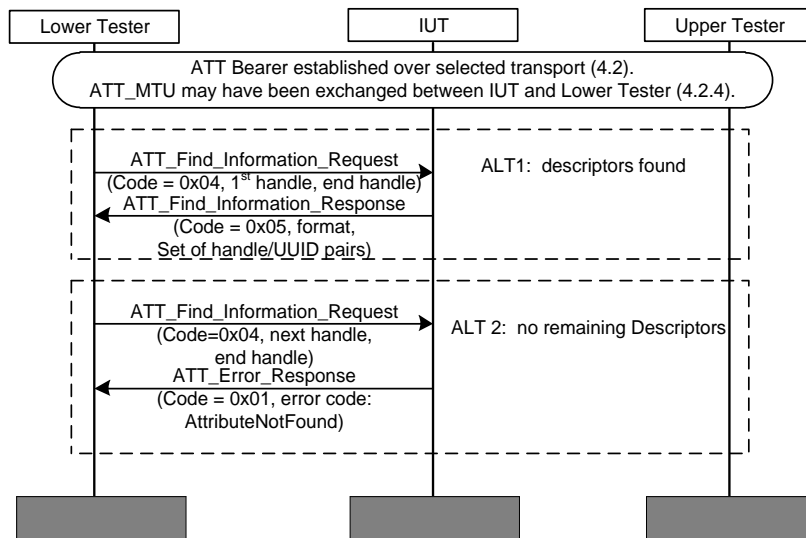 Lower Tester
IUT
Upper Tester
ATT Bearer established over selected transport (4.2).
ATT_MTU may have been exchanged between IUT and Lower Tester (4.2.4).
ATT_Find_Information_Request
(Code = 0x04, 1st handle, end handle)
ALT1: descriptors found
ATT_Find_Information_Response
(Code = 0x05, format,
Set of handle/UUID pairs)
ATT_Find_Information_Request
(Code=0x04, next handle,
end handle)
ALT 2: no remaining Descriptors
ATT_Error_Response
(Code = 0x01, error code:
AttributeNotFound)